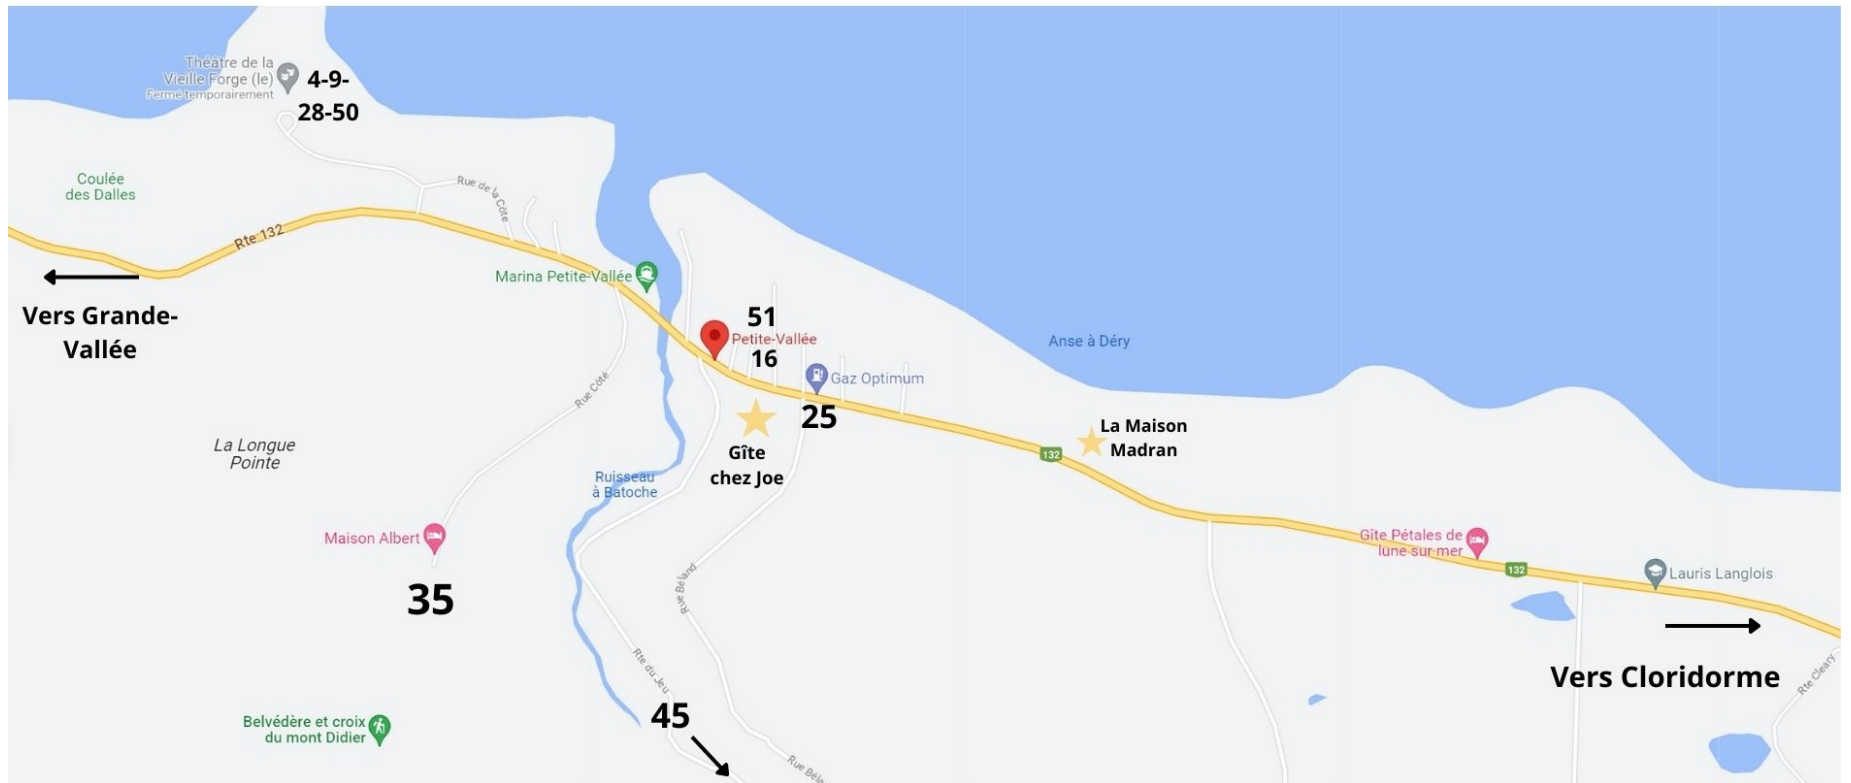 Théâtre de la
Vieille Forge (le)
Fermé temporairement
4-9-
28-50
Coulée
des Dalles
Rue de la Côte
Rte 132
Marina Petite-Vallée
Vers Grande-
Vallée
51
Petite-Vallée
16
Anse à Déry
Gaz Optimum
25
Rue Côté
La Maison
Madran
132
La Longue
Pointe
Gîte
chez Joe
Ruisseau
à Batoche
Maison Albert
35
Gîte Pétales de
lune sur mer
132
Lauris Langlois
Rue Béland
Rte du Jeu
Vers Cloridorme
Rte Cleary
45
Belvédère et croix
du mont Didier
Rue Béla